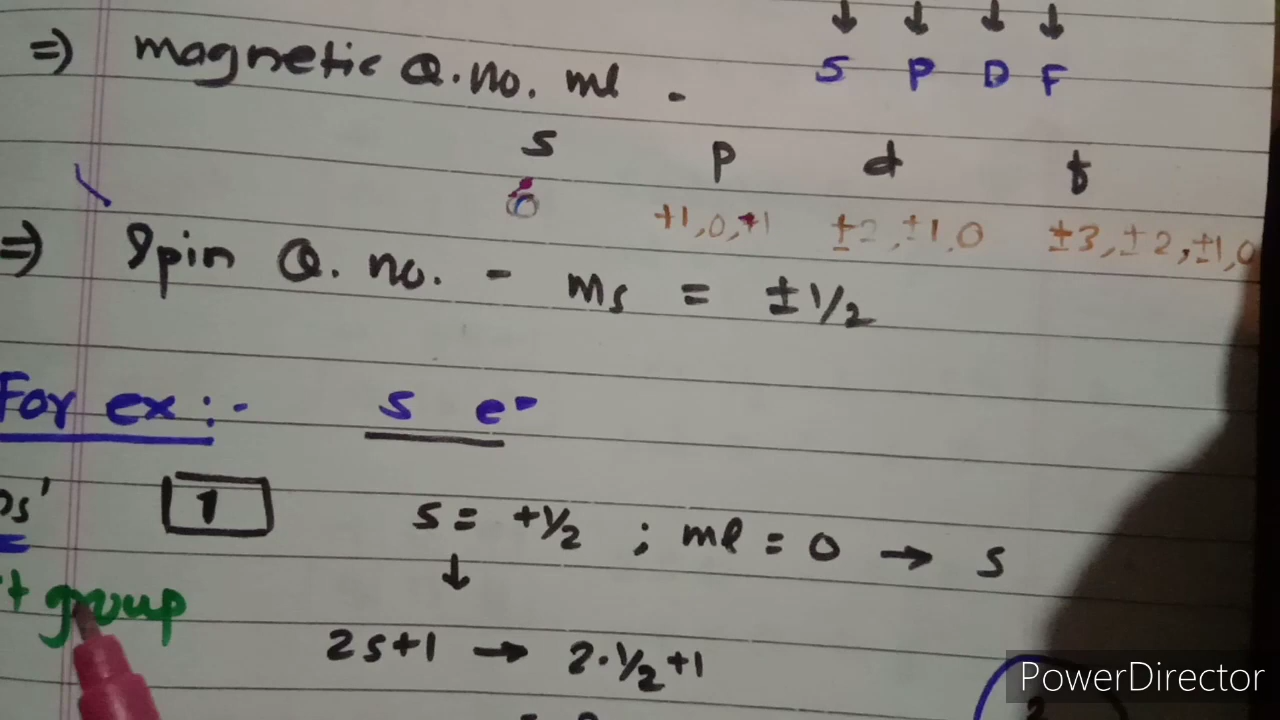 ↓ ↓ ↓ ↓
S P D F
⇒ magnetic Q.no. ml -
s p d f
0 +1,0,+1 ±2,±1,0 ±3,±2,±1,0
⇒ Spin Q. no. - ms = ±1/2
For ex:- s e-
1 s = +1/2 ; ml = 0 → s
↓
group
2s+1 → 2·1/2+1
PowerDirector